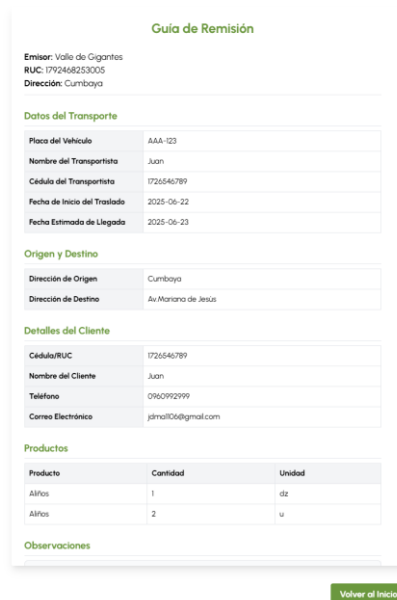 Guía de Remisión
Emisor: Valle de Gigantes
RUC: 1792468253005
Dirección: Cumbaya
Datos del Transporte
Placa del Vehículo AAA-123
Nombre del Transportista Juan
Cédula del Transportista 1726546789
Fecha de Inicio del Traslado 2025-06-22
Fecha Estimada de Llegada 2025-06-23
Origen y Destino
Dirección de Origen Cumbaya
Dirección de Destino Av.Mariana de Jesús
Detalles del Cliente
Cédula/RUC 1726546789
Nombre del Cliente Juan
Teléfono 0960992999
Correo Electrónico jdma1106@gmail.com
Productos
Producto Cantidad Unidad
Aliños 1 dz
Aliños 2 u
Observaciones
Volver al Inicio